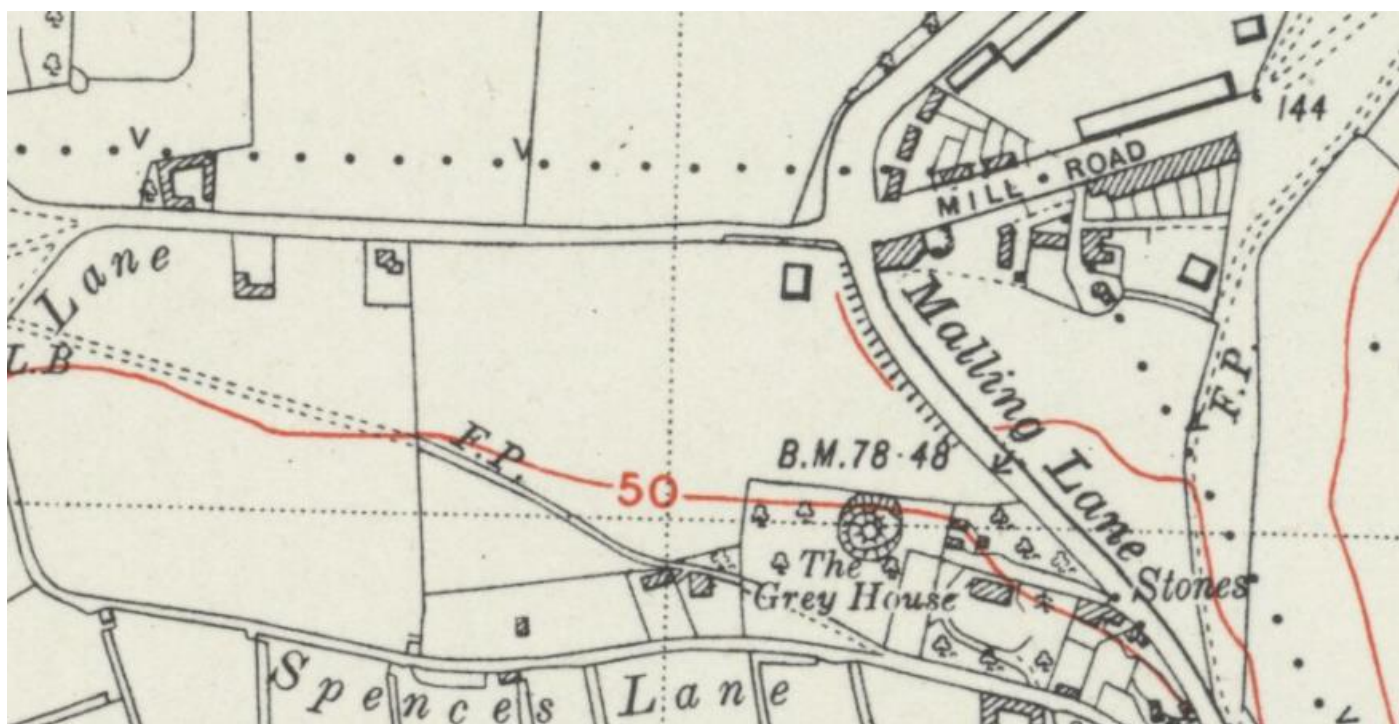 144
MILL ROAD
V
V
Lane
L.B
Malling Lane
F.P.
F.P.
B.M.78·48
50
The
Grey House
Stones
Spences Lane